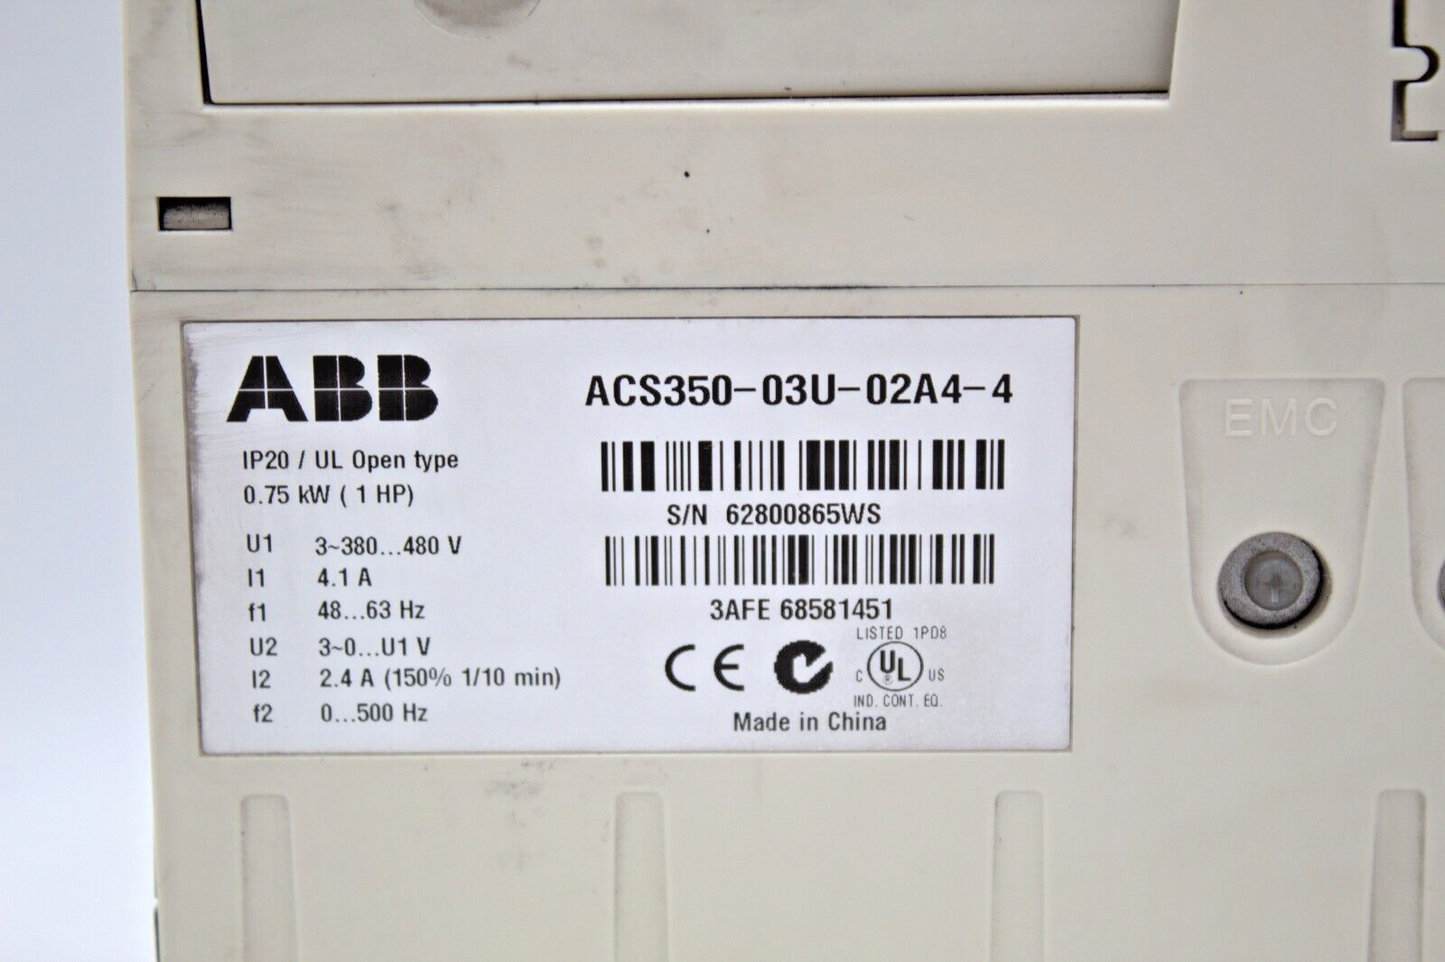 ABB
ACS350-03U-02A4-4
IP20 / UL Open type
0.75 kW ( 1 HP)
S/N 62800865WS
U1 3~380...480 V
I1 4.1 A
f1 48...63 Hz
U2 3~0...U1 V
I2 2.4 A (150% 1/10 min)
f2 0...500 Hz
3AFE 68581451
CE
LISTED 1PD8
C UL ® US
IND. CONT. EQ.
Made in China
EMC